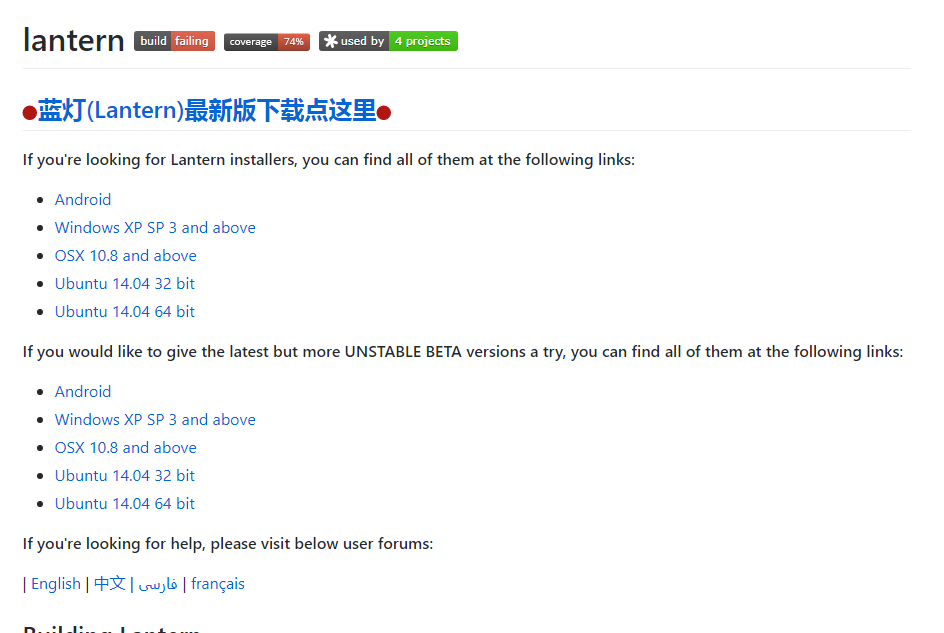 lantern build failing coverage 74% used by 4 projects
蓝灯(Lantern)最新版下载点这里
If you're looking for Lantern installers, you can find all of them at the following links:
Android
Windows XP SP 3 and above
OSX 10.8 and above
Ubuntu 14.04 32 bit
Ubuntu 14.04 64 bit
If you would like to give the latest but more UNSTABLE BETA versions a try, you can find all of them at the following links:
Android
Windows XP SP 3 and above
OSX 10.8 and above
Ubuntu 14.04 32 bit
Ubuntu 14.04 64 bit
If you're looking for help, please visit below user forums:
| English | 中文 | فارسی | français
Building Lantern